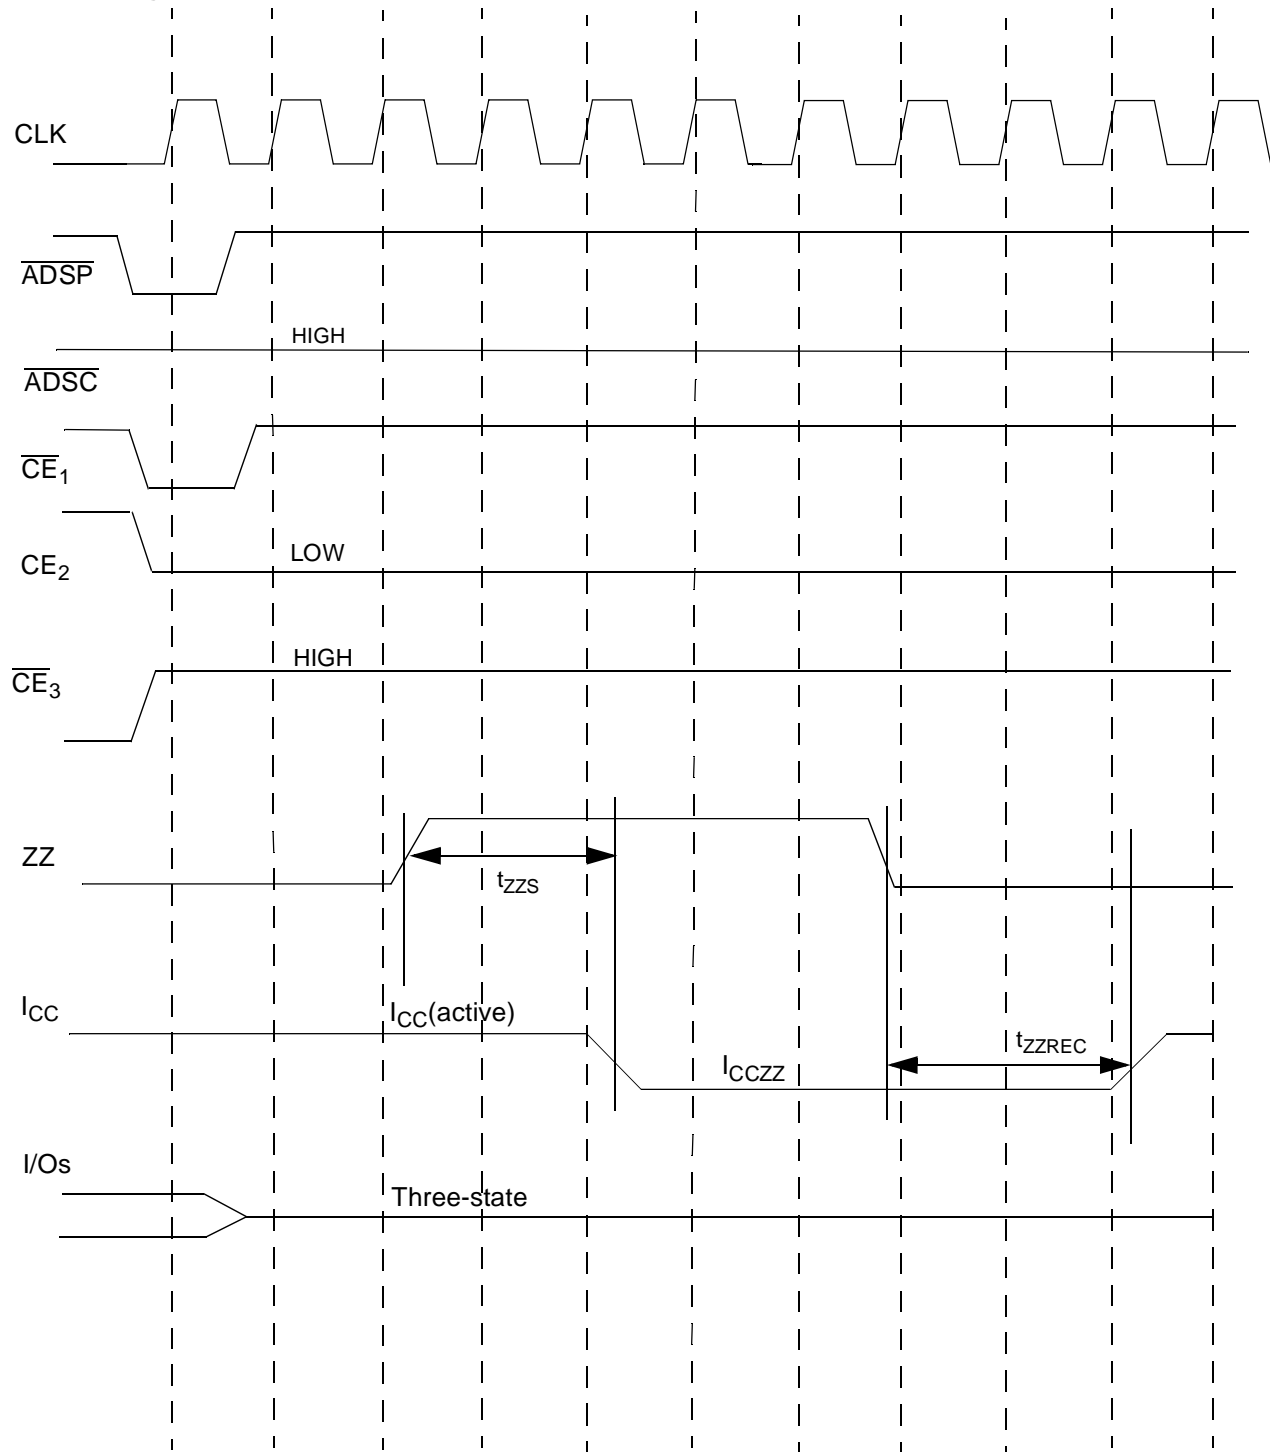 CLK
ADSP
HIGH
ADSC
CE1
LOW
CE2
HIGH
CE3
ZZ
tZZS
ICC
ICC(active)
tZZREC
ICCZZ
I/Os
Three-state